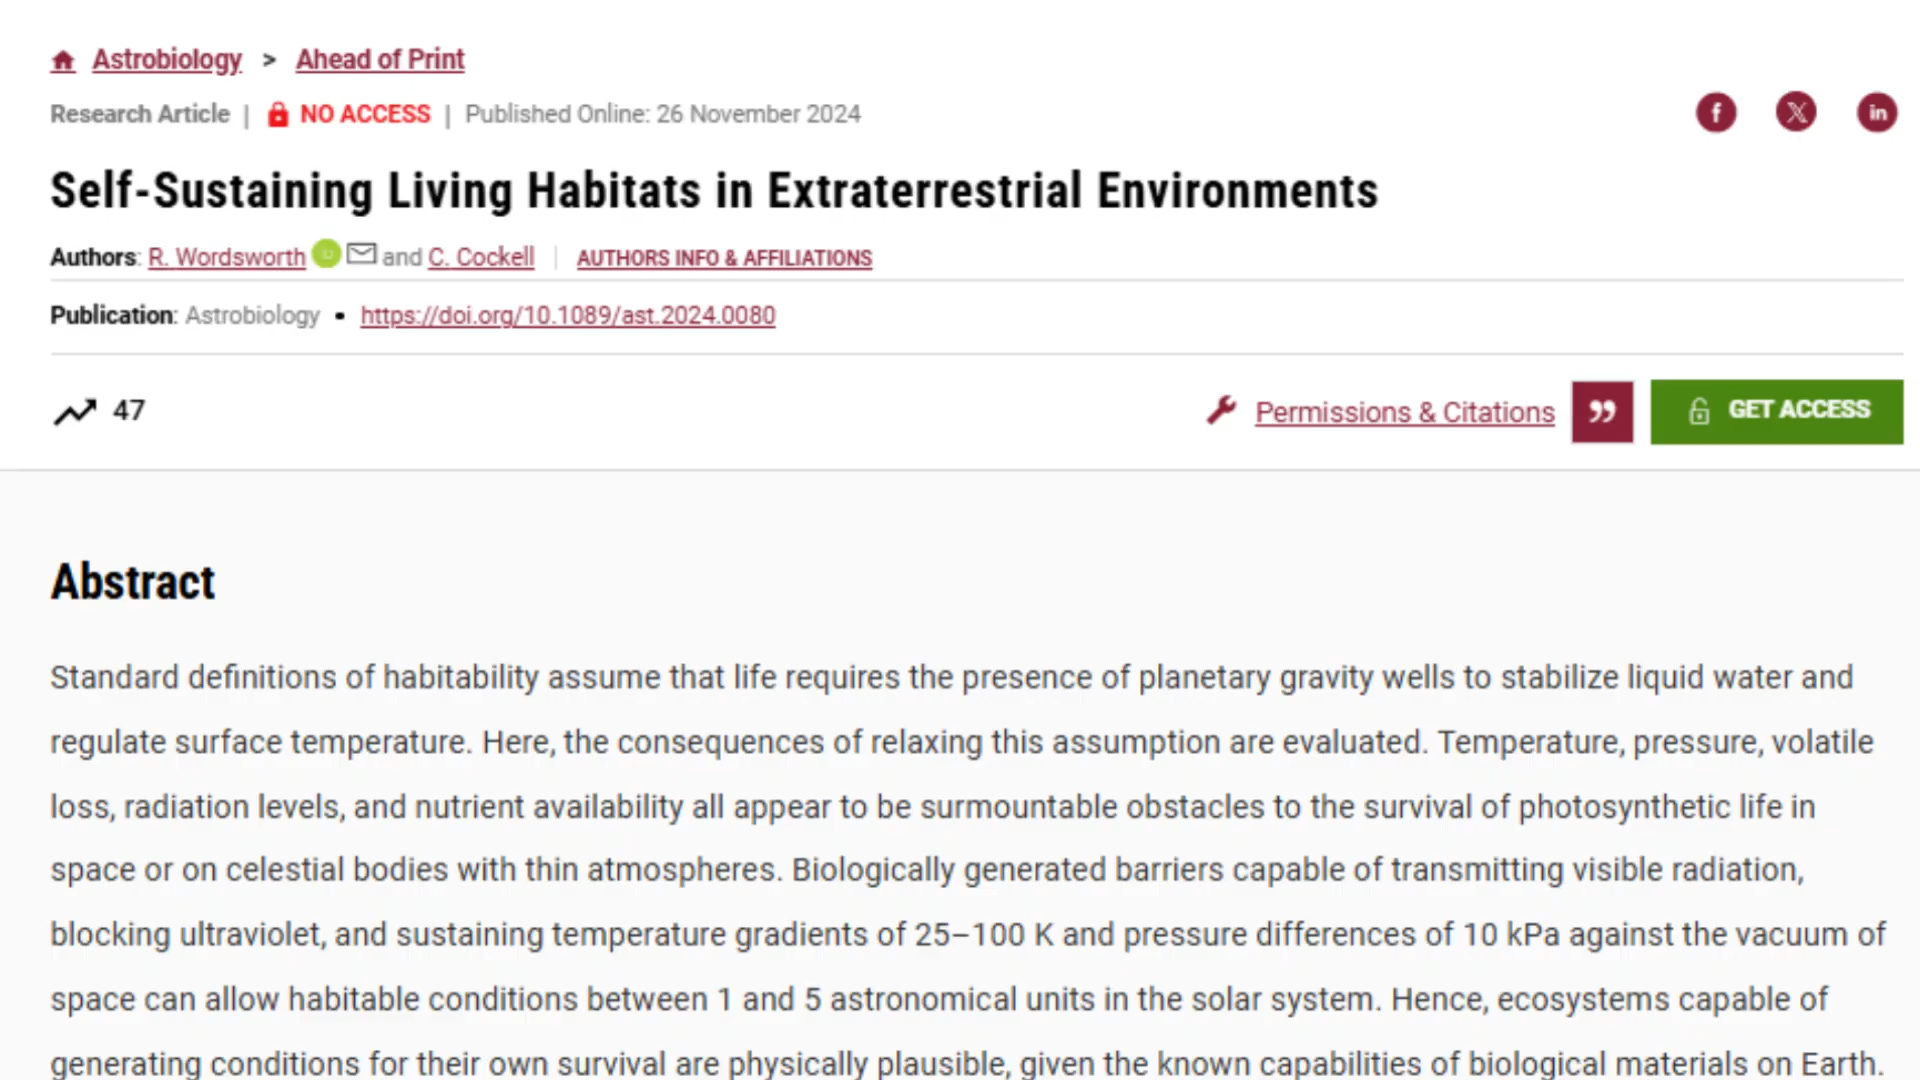 Astrobiology > Ahead of Print
Research Article | NO ACCESS | Published Online: 26 November 2024
f X in
Self-Sustaining Living Habitats in Extraterrestrial Environments
Authors: R. Wordsworth iD and C. Cockell | AUTHORS INFO & AFFILIATIONS
Publication: Astrobiology • https://doi.org/10.1089/ast.2024.0080
47 Permissions & Citations ” GET ACCESS
Abstract
Standard definitions of habitability assume that life requires the presence of planetary gravity wells to stabilize liquid water and
regulate surface temperature. Here, the consequences of relaxing this assumption are evaluated. Temperature, pressure, volatile
loss, radiation levels, and nutrient availability all appear to be surmountable obstacles to the survival of photosynthetic life in
space or on celestial bodies with thin atmospheres. Biologically generated barriers capable of transmitting visible radiation,
blocking ultraviolet, and sustaining temperature gradients of 25–100 K and pressure differences of 10 kPa against the vacuum of
space can allow habitable conditions between 1 and 5 astronomical units in the solar system. Hence, ecosystems capable of
generating conditions for their own survival are physically plausible, given the known capabilities of biological materials on Earth.